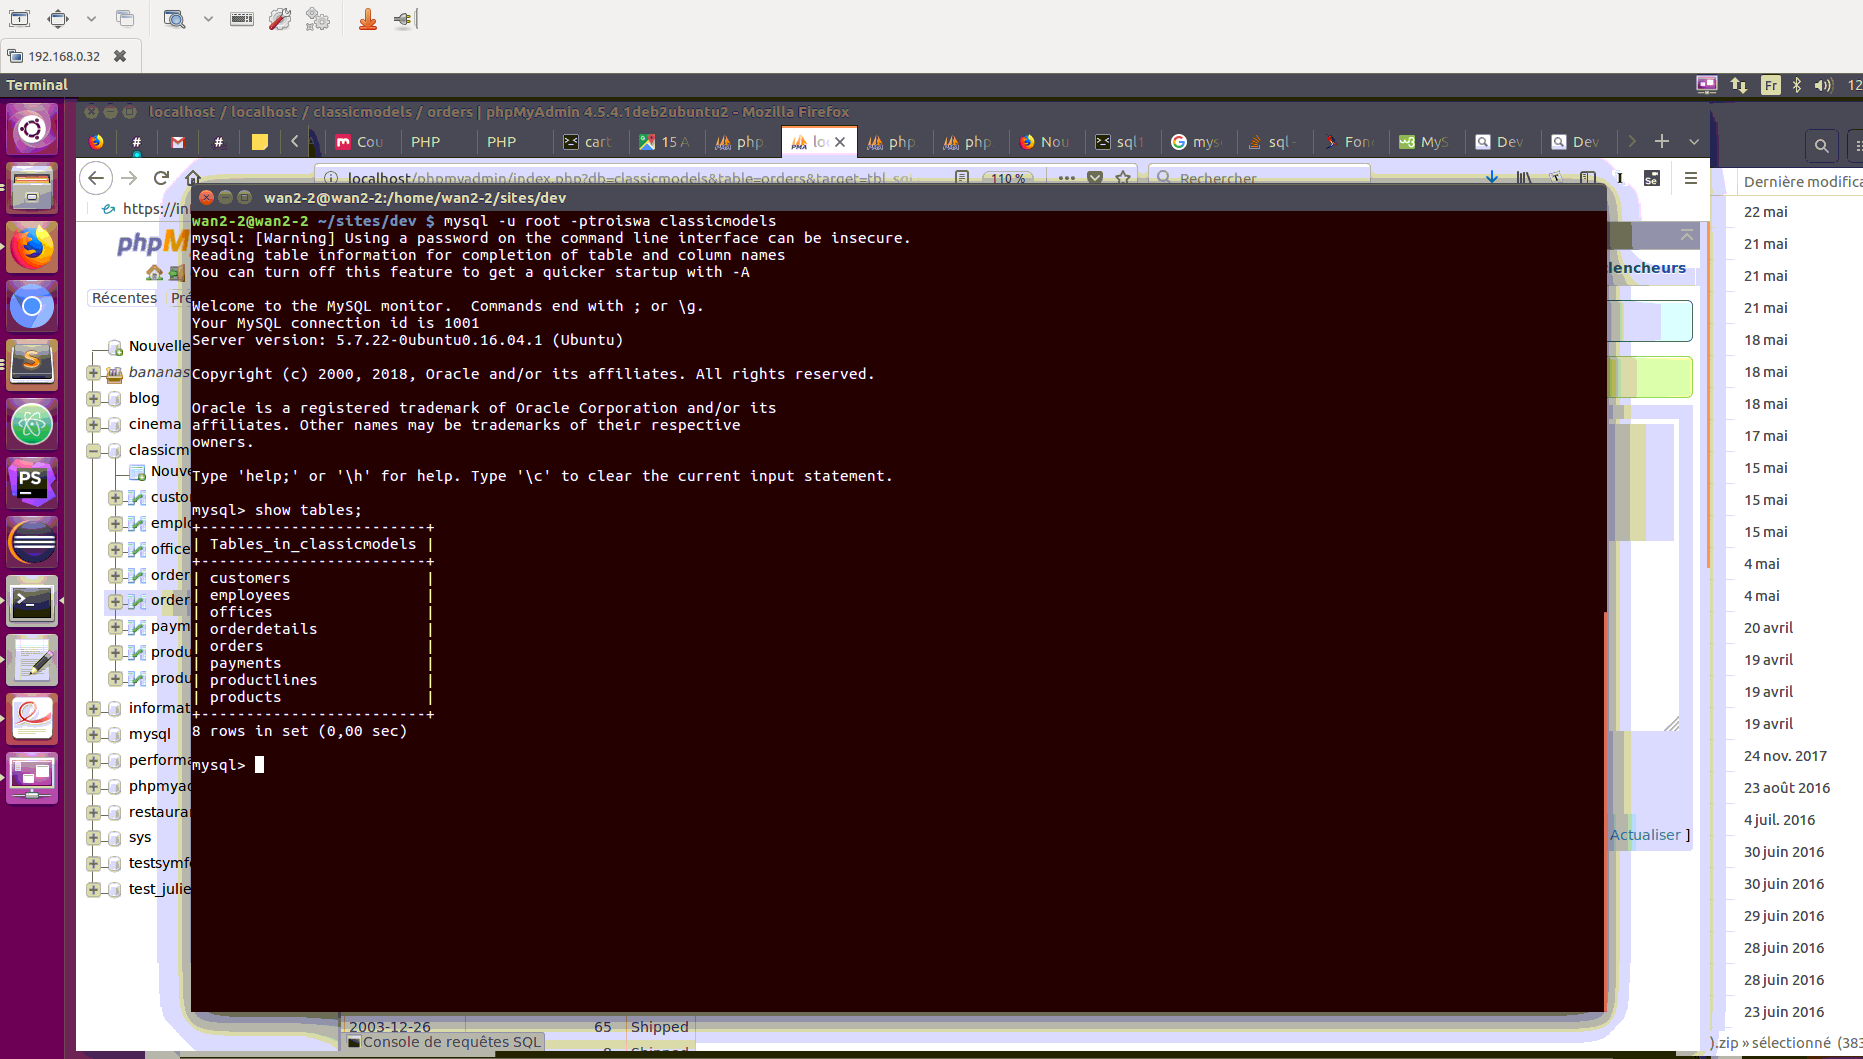 192.168.0.32
Terminal
Fr
12
localhost / localhost / classicmodels / orders | phpMyAdmin 4.5.4.1deb2ubuntu2 - Mozilla Firefox
# # Cou PHP PHP cart 15 A php lo php php Nou sql1 mys sql- Fon MyS Dev Dev
localhost/phpmyadmin/index.php?db=classicmodels&table=orders&target=tbl_sql
110 %
Rechercher
https://in
phpM
Récentes Pré
Nouvelle
bananas
blog
cinema
classicm
Nouve
custo
emplo
office
order
order
paym
produ
produ
informat
mysql
performa
phpmyad
restaura
sys
testsymfo
test_julie
wan2-2@wan2-2:/home/wan2-2/sites/dev
wan2-2@wan2-2 ~/sites/dev $ mysql -u root -ptroiswa classicmodels
mysql: [Warning] Using a password on the command line interface can be insecure.
Reading table information for completion of table and column names
You can turn off this feature to get a quicker startup with -A
Welcome to the MySQL monitor.  Commands end with ; or \g.
Your MySQL connection id is 1001
Server version: 5.7.22-0ubuntu0.16.04.1 (Ubuntu)
Copyright (c) 2000, 2018, Oracle and/or its affiliates. All rights reserved.
Oracle is a registered trademark of Oracle Corporation and/or its
affiliates. Other names may be trademarks of their respective
owners.
Type 'help;' or '\h' for help. Type '\c' to clear the current input statement.
mysql> show tables;
+-------------------------+
| Tables_in_classicmodels |
+-------------------------+
| customers               |
| employees               |
| offices                 |
| orderdetails            |
| orders                  |
| payments                |
| productlines            |
| products                |
+-------------------------+
8 rows in set (0,00 sec)
mysql>
lencheurs
Actualiser ]
2003-12-26 65 Shipped
Console de requêtes SQL
Dernière modifica
22 mai
21 mai
21 mai
21 mai
18 mai
18 mai
18 mai
17 mai
15 mai
15 mai
15 mai
4 mai
4 mai
20 avril
19 avril
19 avril
19 avril
24 nov. 2017
23 août 2016
4 juil. 2016
30 juin 2016
30 juin 2016
29 juin 2016
28 juin 2016
28 juin 2016
23 juin 2016
).zip » sélectionné (383